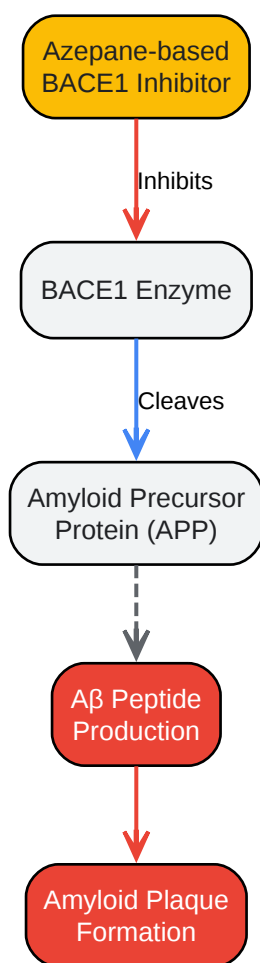 Azepane-based
BACE1 Inhibitor
Inhibits
BACE1 Enzyme
Cleaves
Amyloid Precursor
Protein (APP)
Aβ Peptide
Production
Amyloid Plaque
Formation